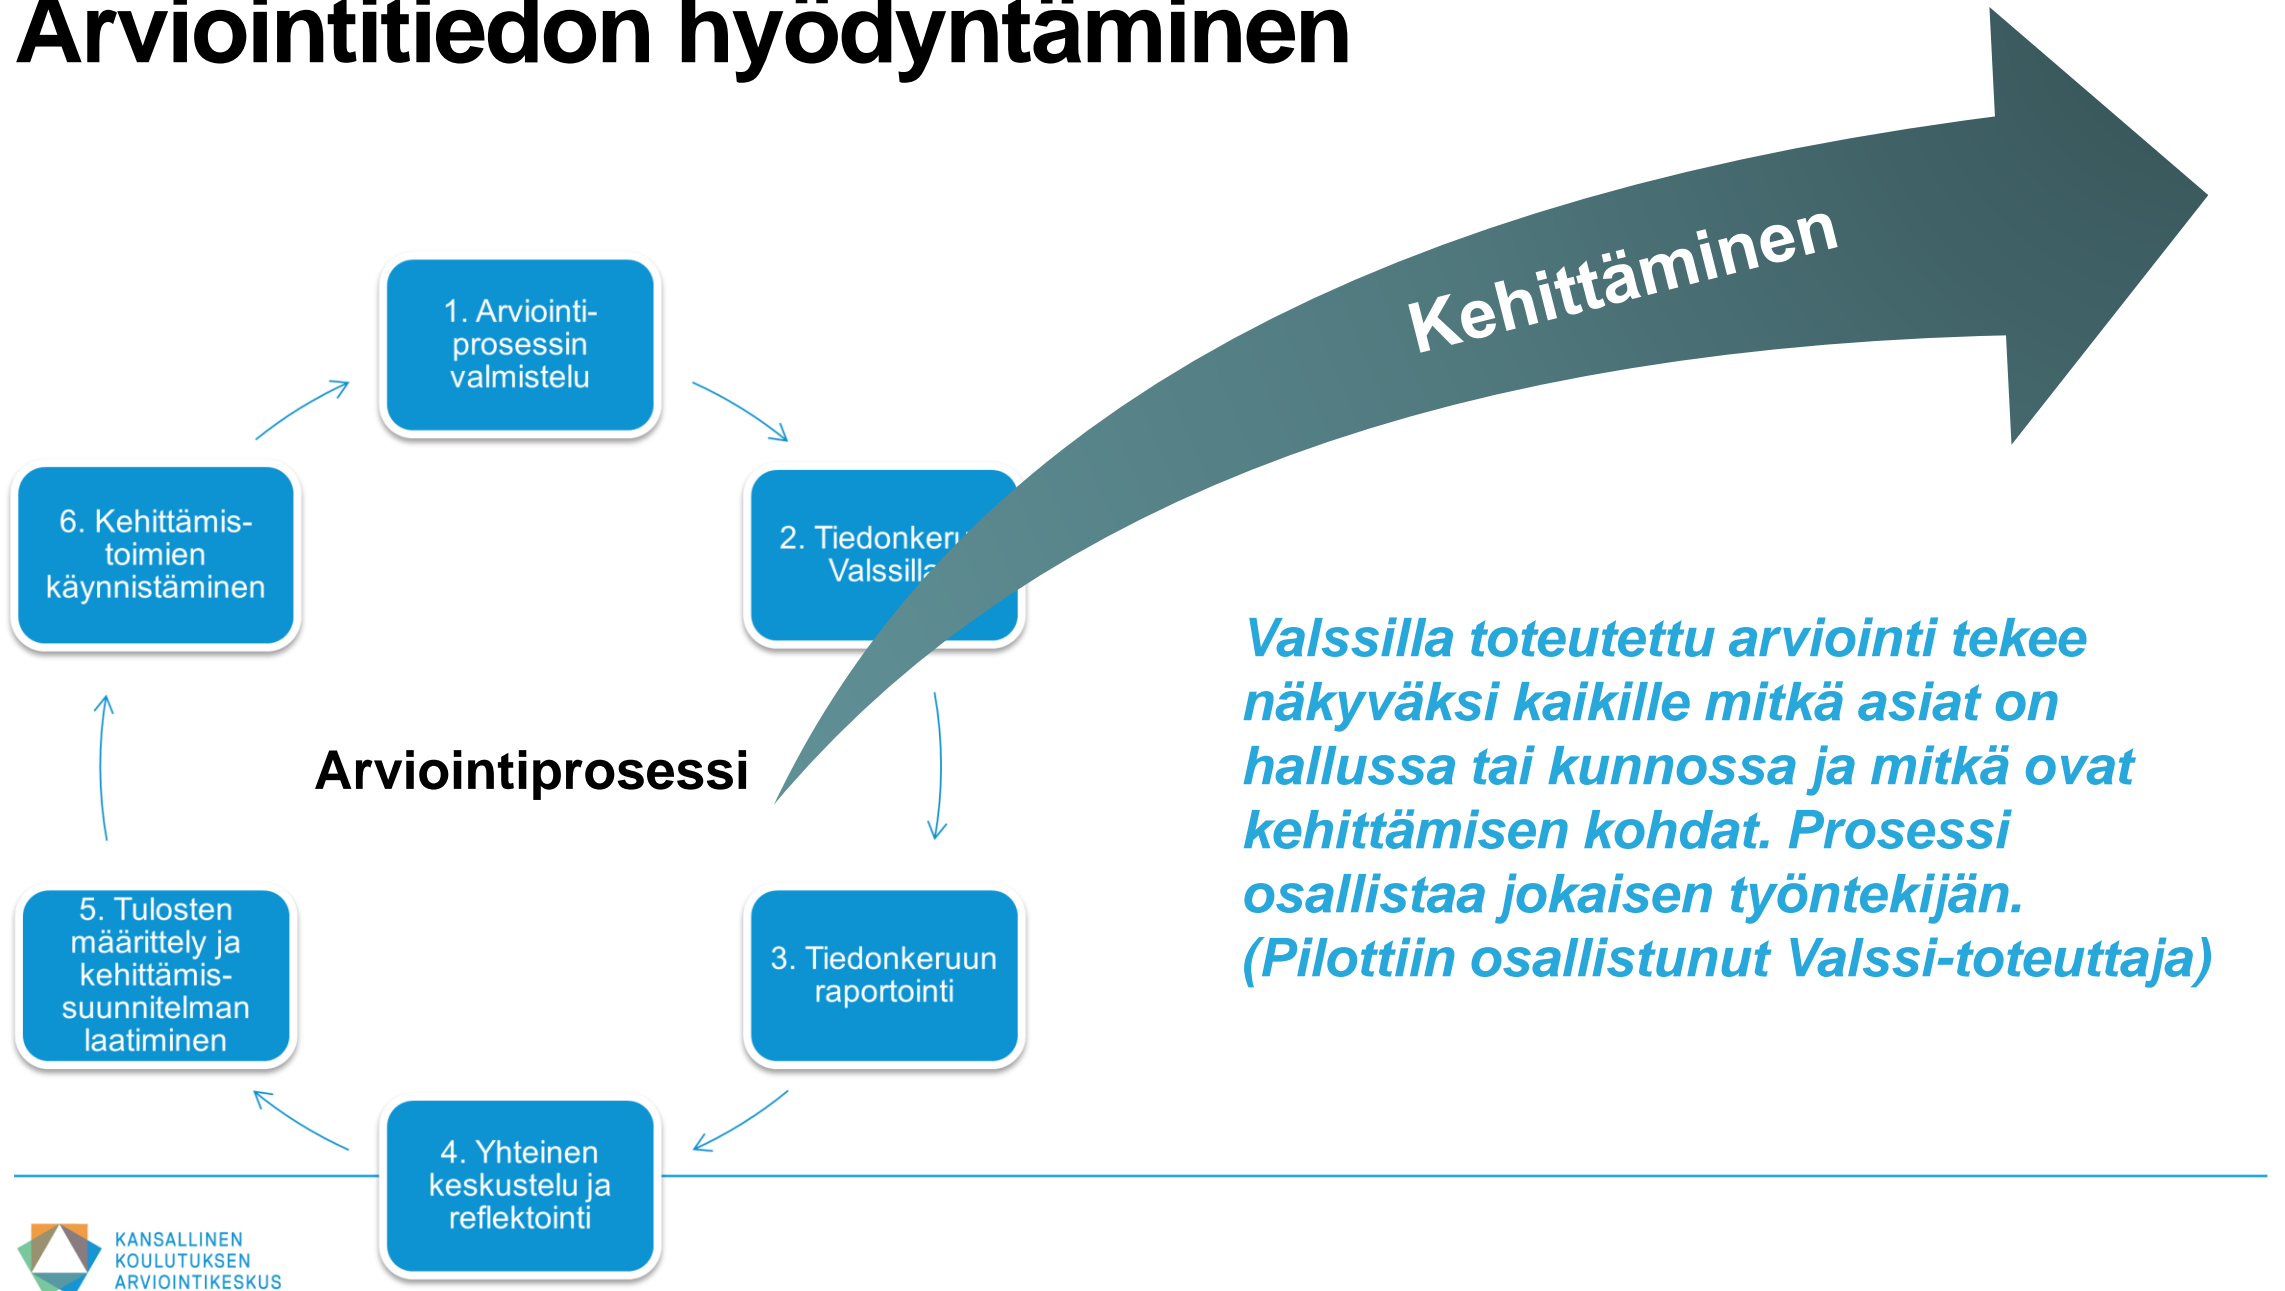 Arviointitiedon hyödyntäminen
Kehittäminen
1. Arviointi-
prosessin
valmistelu
2. Tiedonkeru
Valssilla
3. Tiedonkeruun
raportointi
4. Yhteinen
keskustelu ja
reflektointi
5. Tulosten
määrittely ja
kehittämis-
suunnitelman
laatiminen
6. Kehittämis-
toimien
käynnistäminen
Arviointiprosessi
Valssilla toteutettu arviointi tekee
näkyväksi kaikille mitkä asiat on
hallussa tai kunnossa ja mitkä ovat
kehittämisen kohdat. Prosessi
osallistaa jokaisen työntekijän.
(Pilottiin osallistunut Valssi-toteuttaja)
KANSALLINEN
KOULUTUKSEN
ARVIOINTIKESKUS